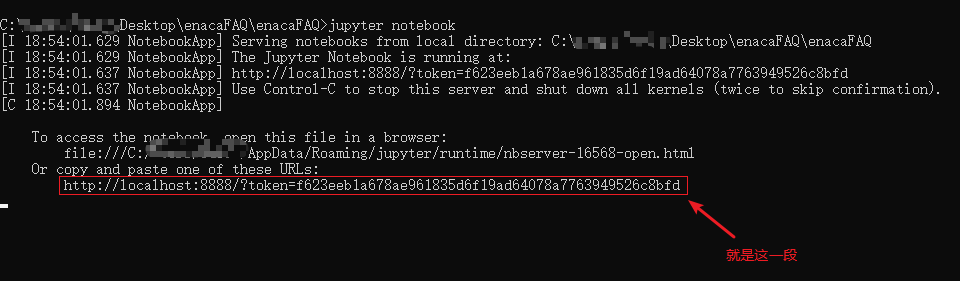 C:\Desktop\enacaFAQ\enacaFAQ>jupyter notebook
[I 18:54:01.629 NotebookApp] Serving notebooks from local directory: C:\Desktop\enacaFAQ\enacaFAQ
[I 18:54:01.629 NotebookApp] The Jupyter Notebook is running at:
[I 18:54:01.637 NotebookApp] http://localhost:8888/?token=f623eeb1a678ae961835d6f19ad64078a7763949526c8bfd
[I 18:54:01.637 NotebookApp] Use Control-C to stop this server and shut down all kernels (twice to skip confirmation).
[C 18:54:01.894 NotebookApp]
To access the notebook, open this file in a browser:
file:///C:/AppData/Roaming/jupyter/runtime/nbserver-16568-open.html
Or copy and paste one of these URLs:
http://localhost:8888/?token=f623eeb1a678ae961835d6f19ad64078a7763949526c8bfd
就是这一段